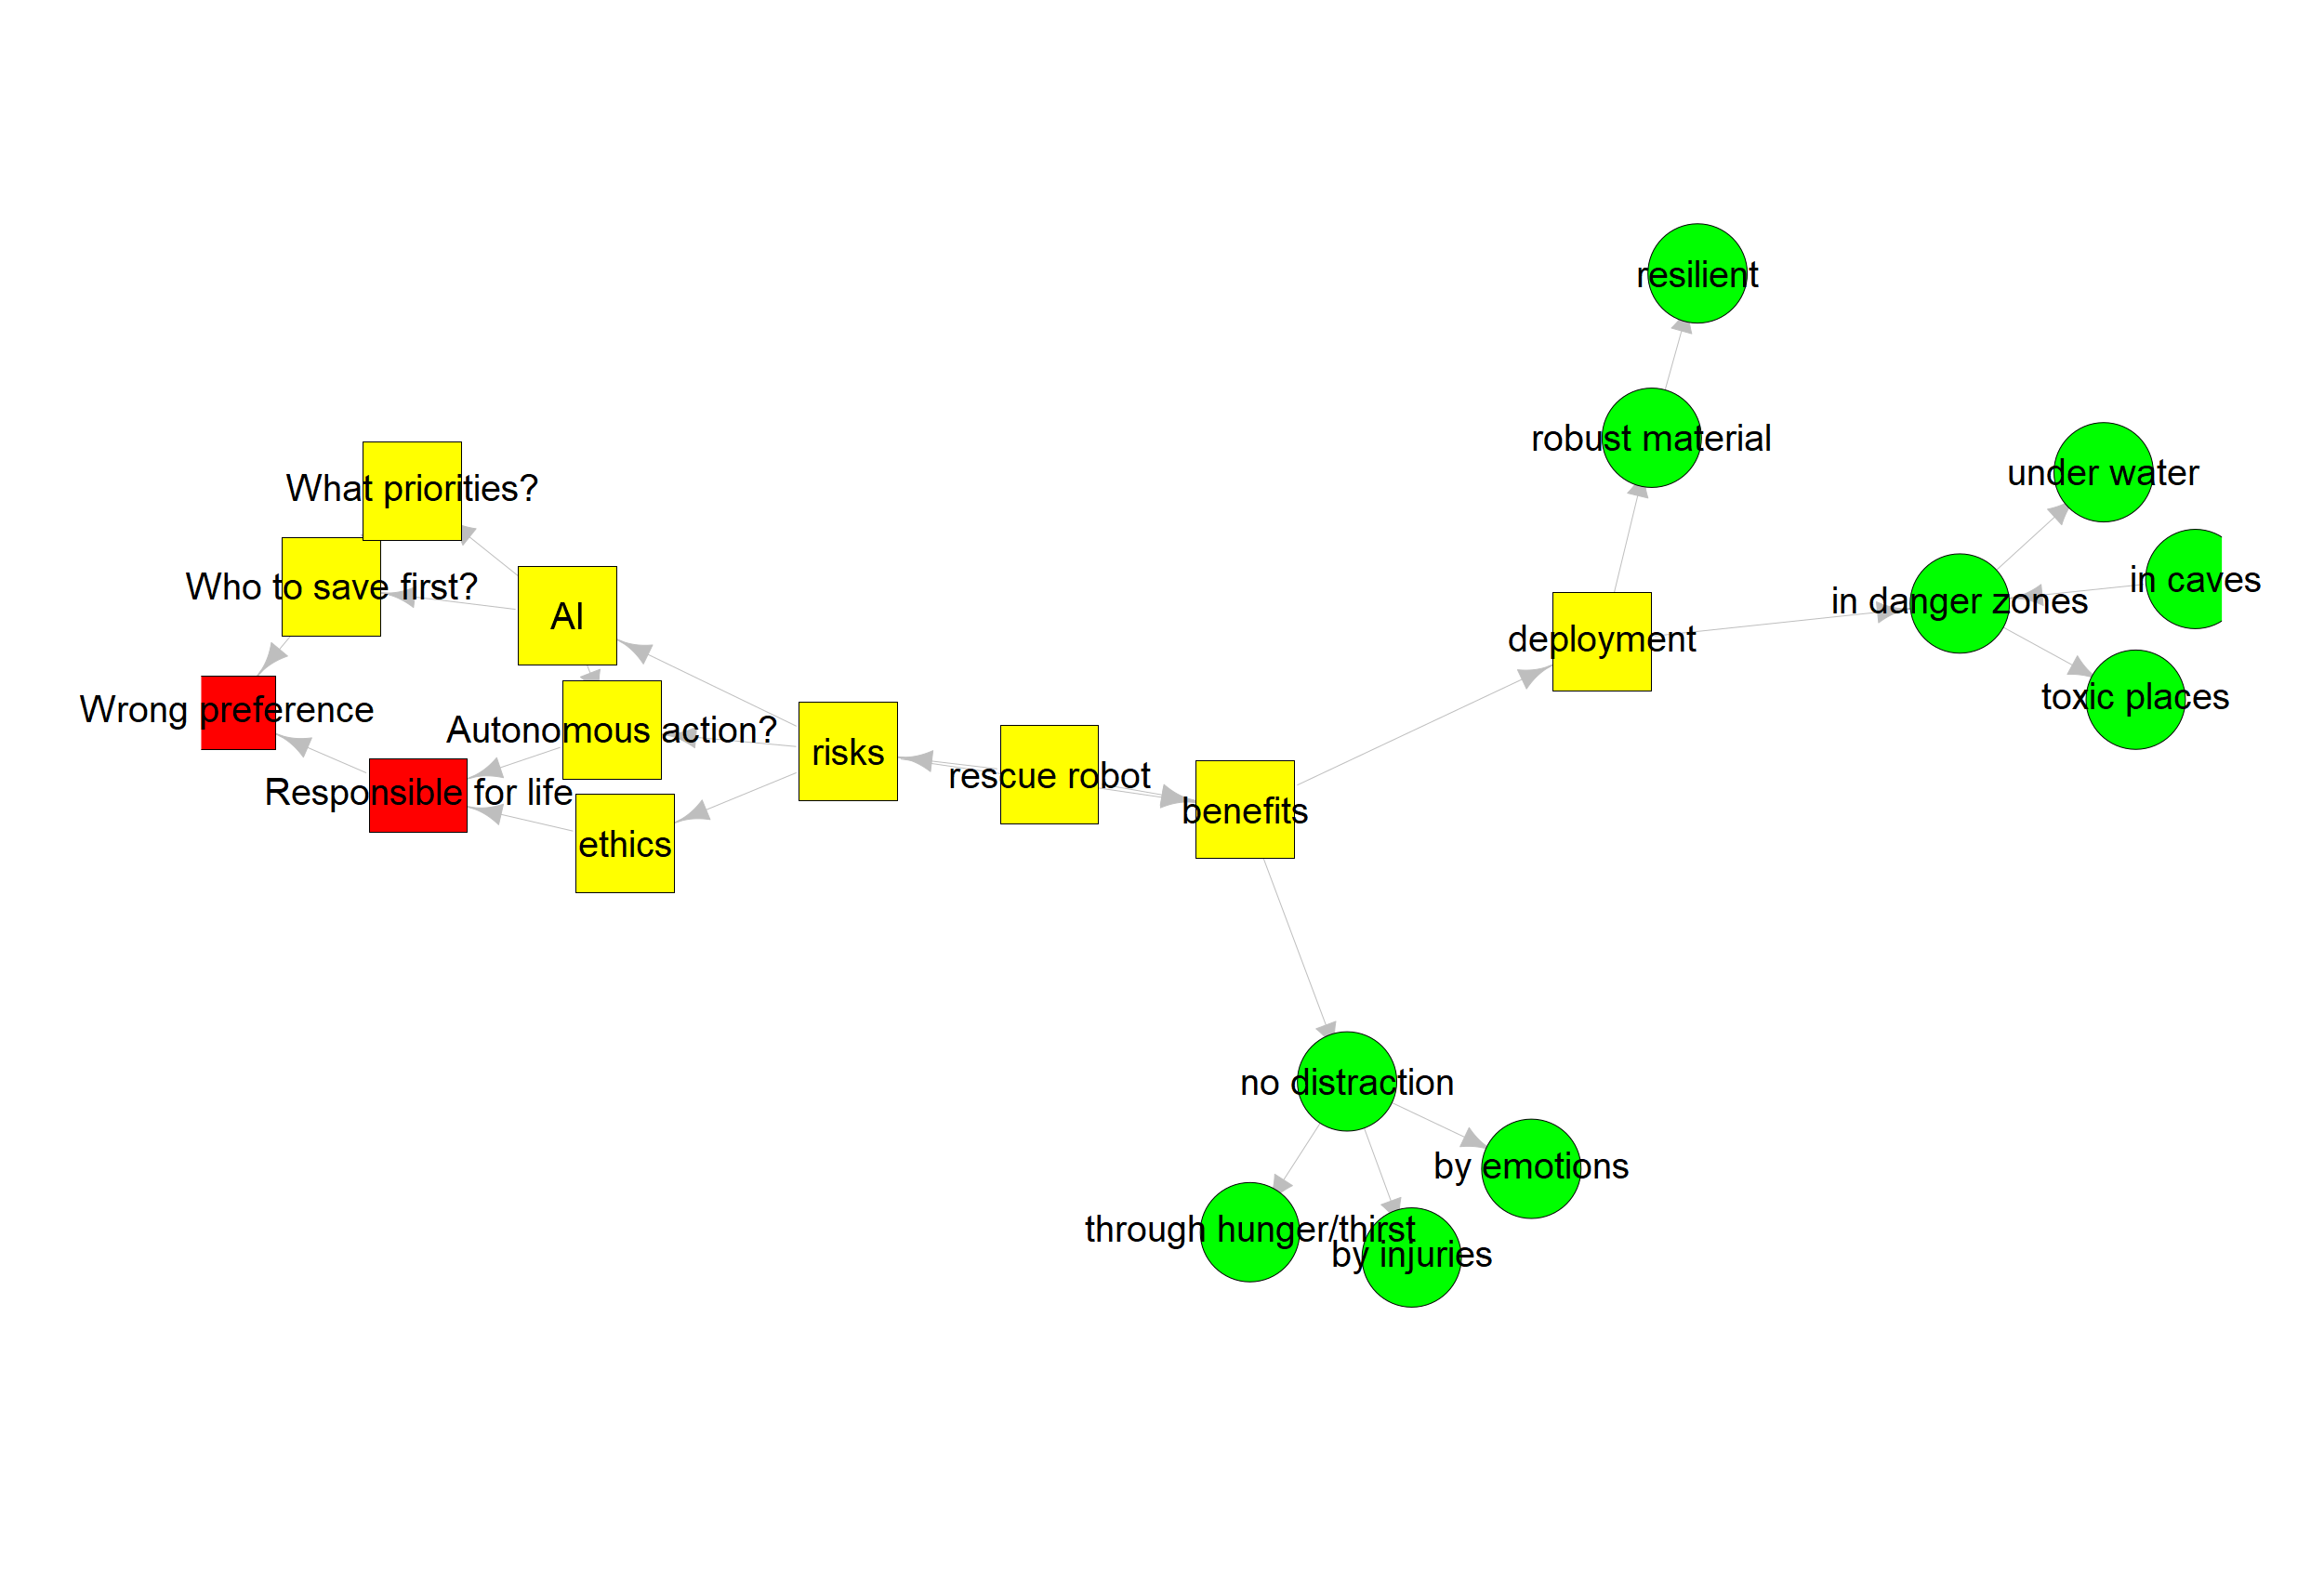 resilient
robust material
under water
What priorities?
in caves
Who to save first?
in danger zones
AI
deployment
toxic places
Wrong preference
Autonomous action?
risks
rescue robot
Responsible for life
benefits
ethics
no distraction
by emotions
through hunger/thirst
by injuries